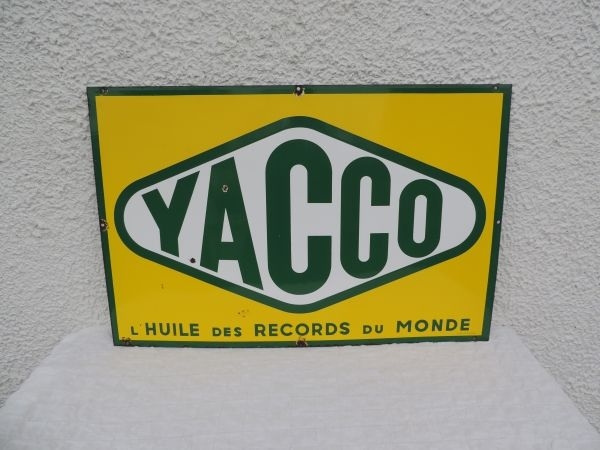 YACCO
L'HUILE DES RECORDS DU MONDE